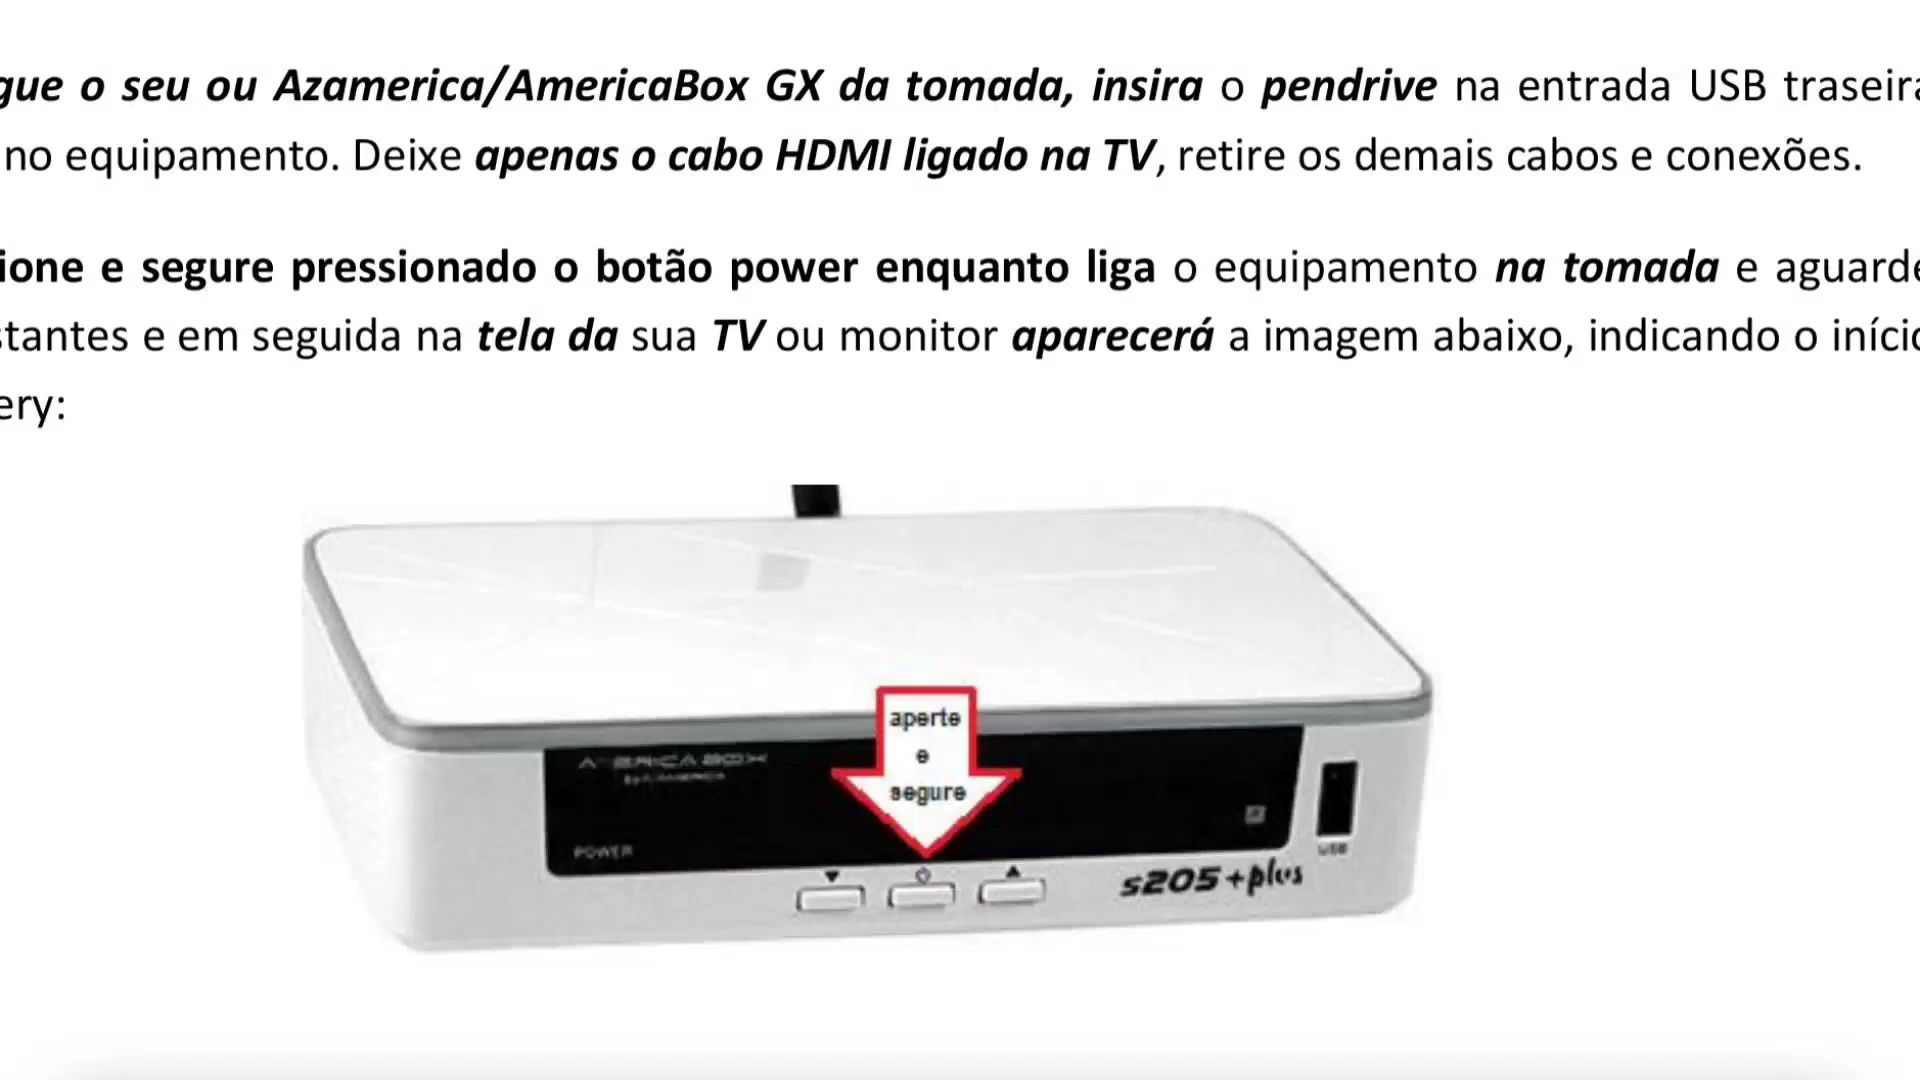 gue o seu ou Azamerica/AmericaBox GX da tomada, insira o pendrive na entrada USB traseira
no equipamento. Deixe apenas o cabo HDMI ligado na TV, retire os demais cabos e conexões.
ione e segure pressionado o botão power enquanto liga o equipamento na tomada e aguarde
stantes e em seguida na tela da sua TV ou monitor aparecerá a imagem abaixo, indicando o início
ery:
aperte
e
segure
POWER
s205+plus
USB